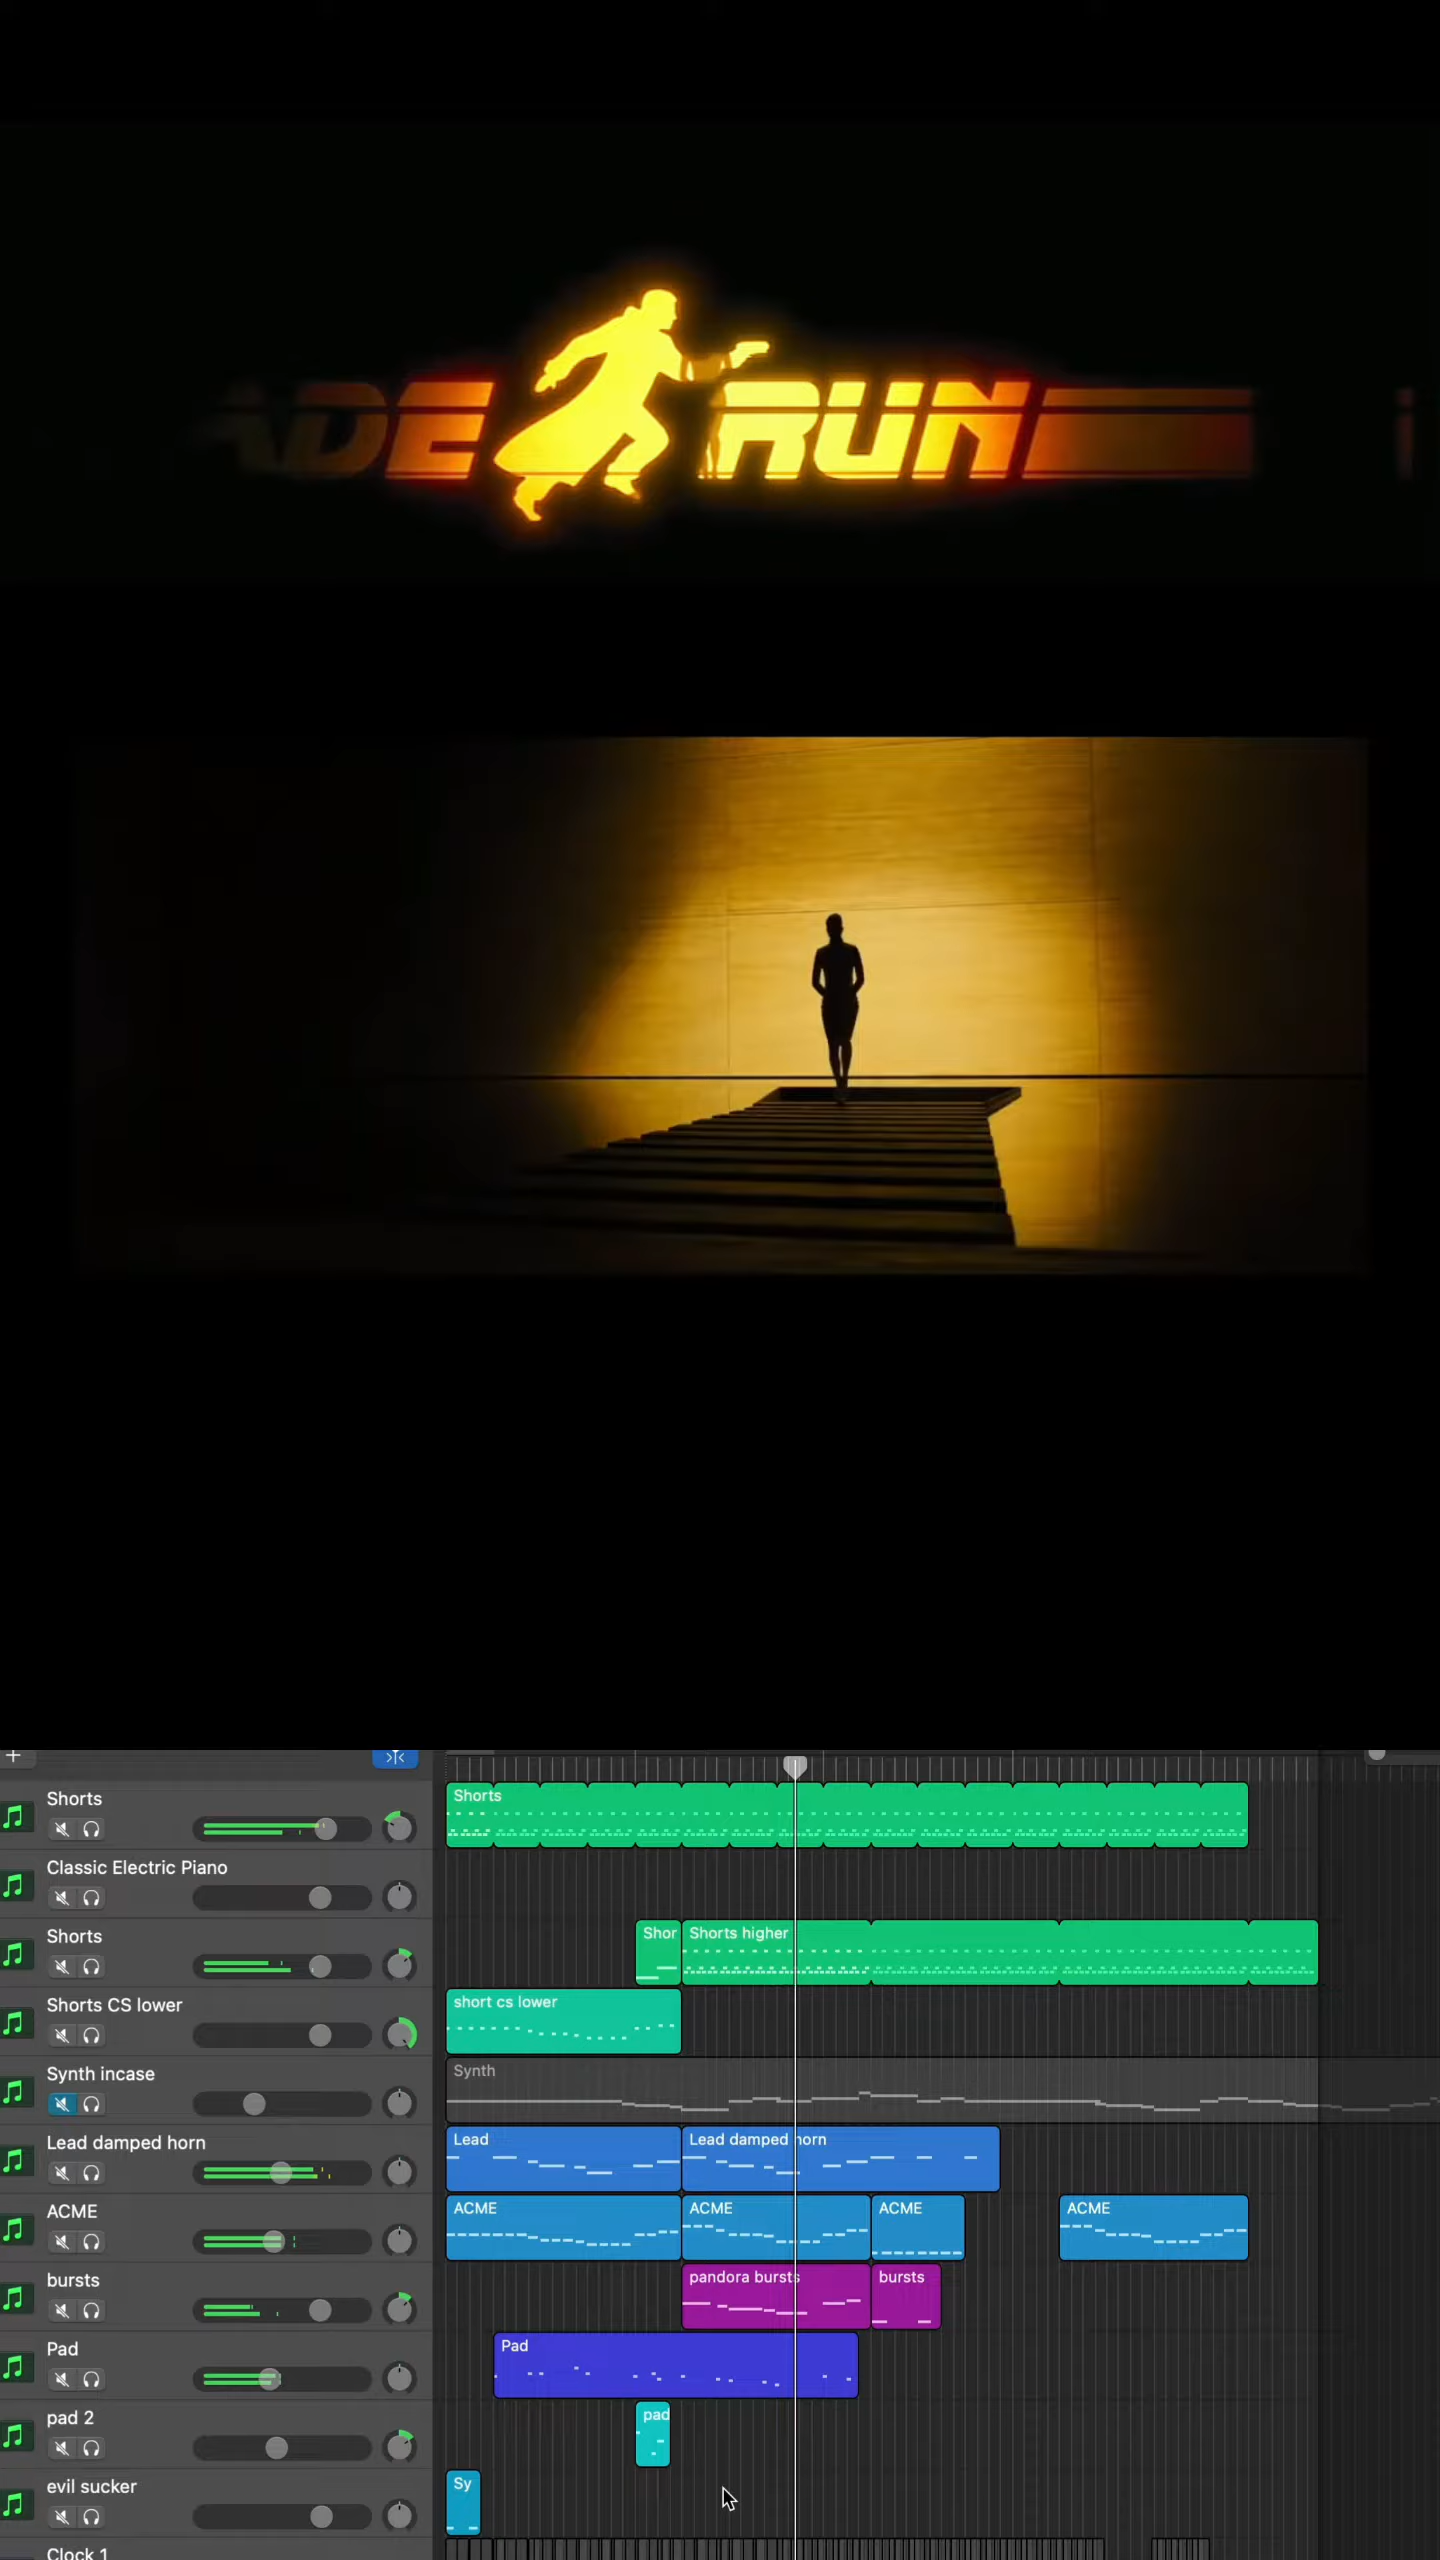 ADE RUN
Shorts
Shorts
Classic Electric Piano
Shorts
Shor
Shorts higher
Shorts CS lower
short cs lower
Synth incase
Synth
Lead damped horn
Lead
Lead damped horn
ACME
ACME
ACME
ACME
ACME
bursts
pandora bursts
bursts
Pad
Pad
pad 2
pad
evil sucker
Sy
Clock 1